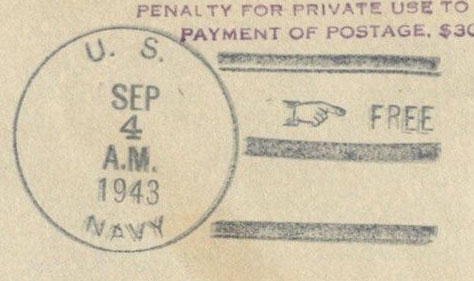 PENALTY FOR PRIVATE USE TO
PAYMENT OF POSTAGE, $30
U. S.
SEP
4
A.M.
1943
NAVY
FREE